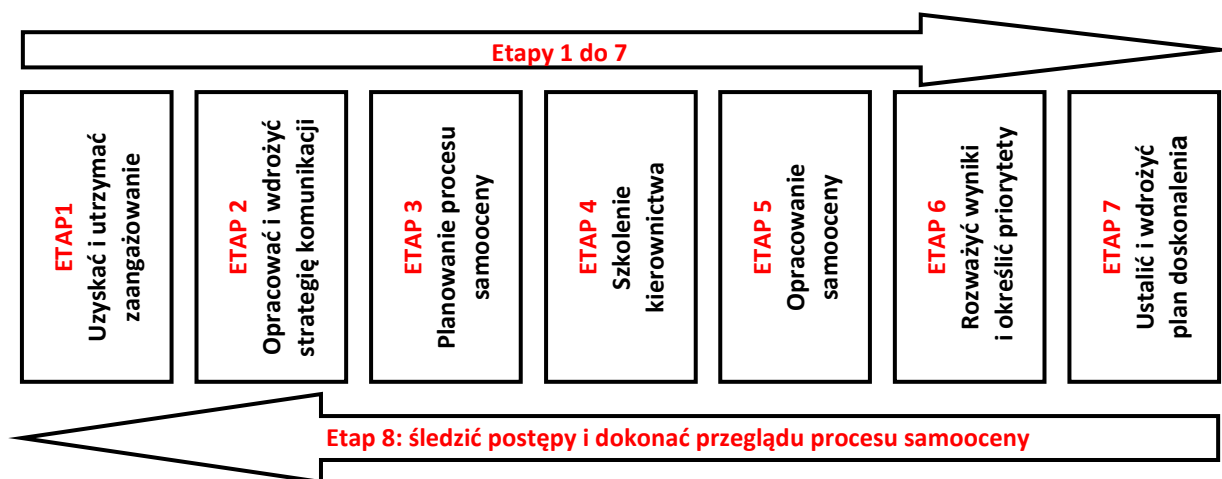 Etapy 1 do 7
ETAP1
Uzyskać i utrzymać
zaangażowanie
ETAP 2
Opracować i wdrożyć
strategię komunikacji
ETAP 3
Planowanie procesu
samooceny
ETAP 4
Szkolenie
kierownictwa
ETAP 5
Opracowanie
samooceny
ETAP 6
Rozważyć wyniki
i określić priorytety
ETAP 7
Ustalić i wdrożyć
plan doskonalenia
Etap 8: śledzić postępy i dokonać przeglądu procesu samooceny